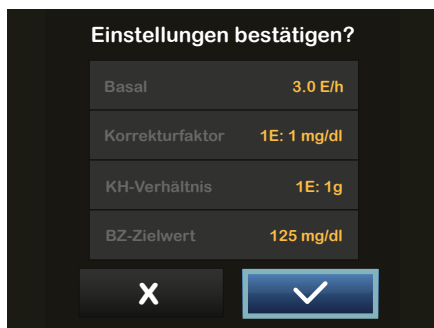 Einstellungen bestätigen?
Basal 3.0 E/h
Korrekturfaktor 1E: 1 mg/dl
KH-Verhältnis 1E: 1g
BZ-Zielwert 125 mg/dl
X